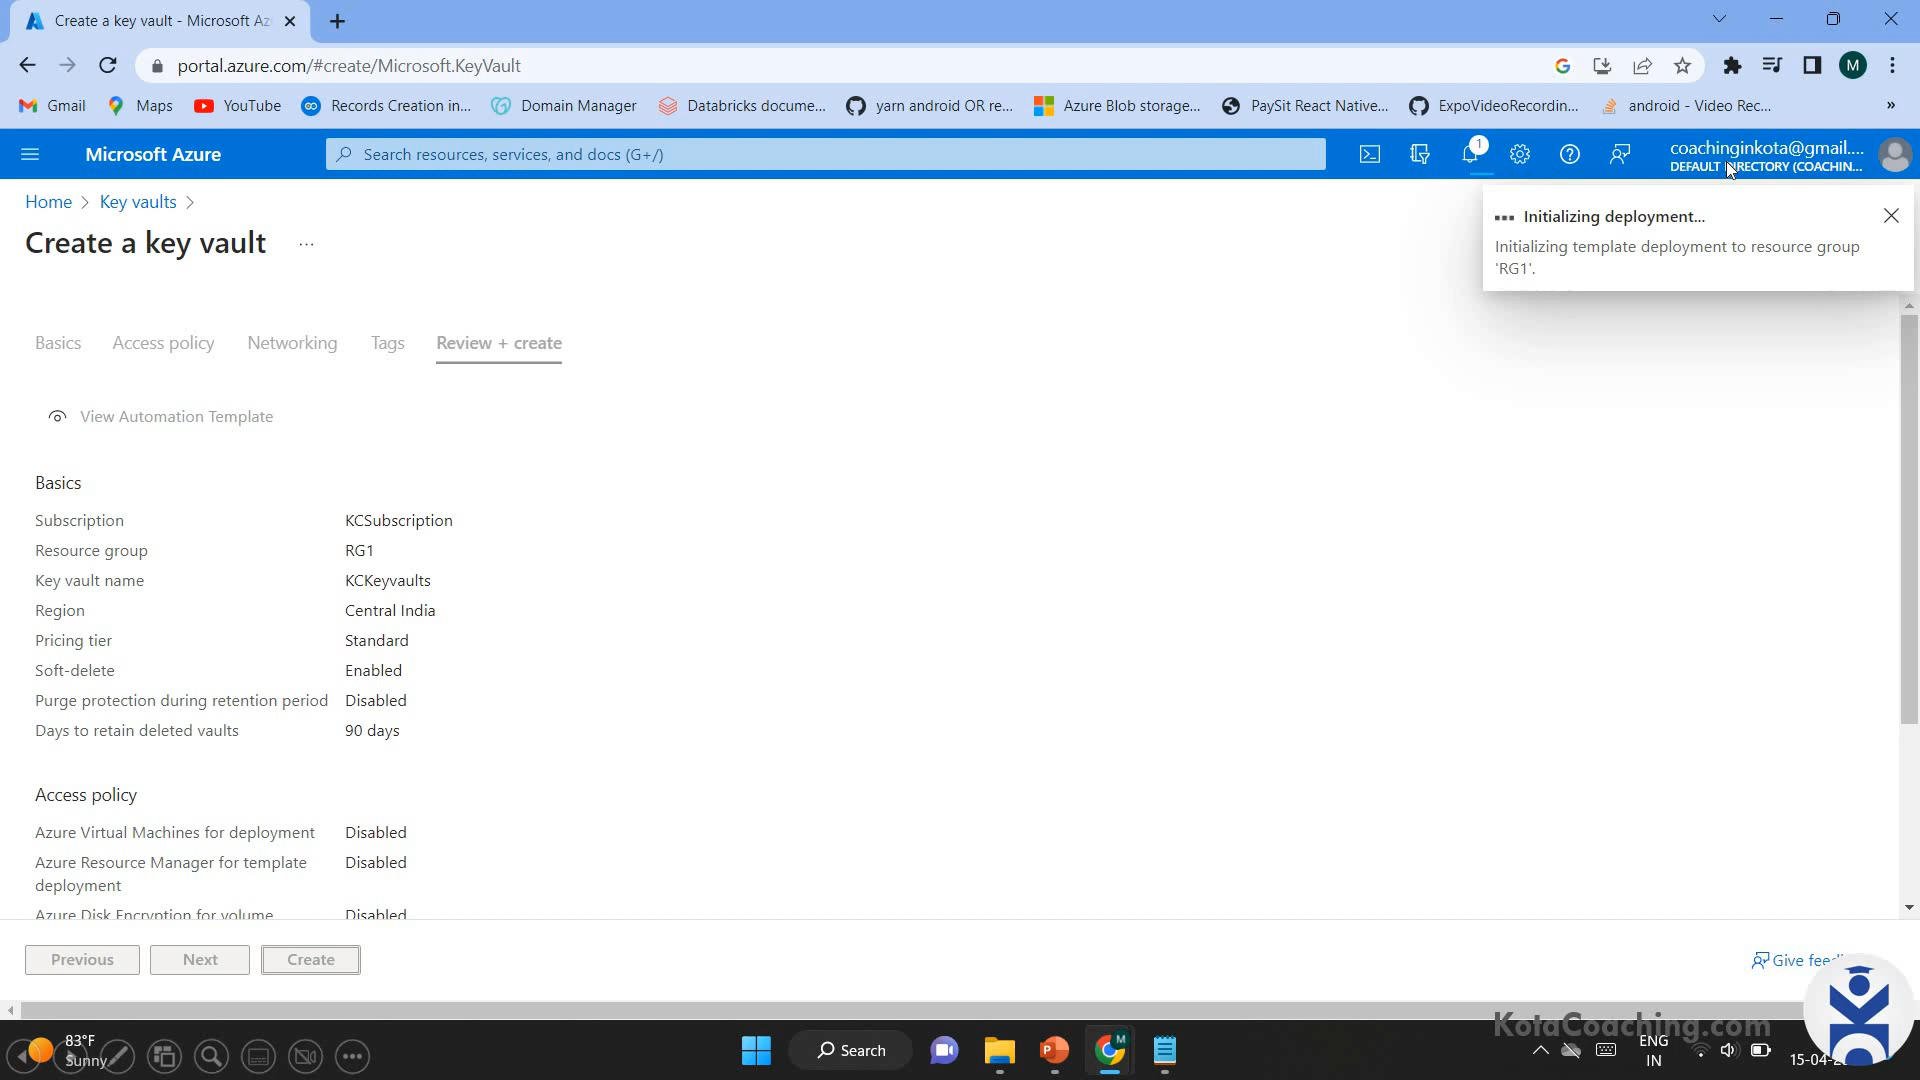 Create a key vault - Microsoft Az
portal.azure.com/#create/Microsoft.KeyVault
M
Gmail
Maps
YouTube
Records Creation in...
Domain Manager
Databricks docume...
yarn android OR re...
Azure Blob storage...
PaySit React Native...
ExpoVideoRecordin...
android - Video Rec...
»
Microsoft Azure
Search resources, services, and docs (G+/)
1
coachinginkota@gmail....
DEFAULT DIRECTORY (COACHIN...
Home > Key vaults >
Initializing deployment...
Initializing template deployment to resource group
'RG1'.
Create a key vault ...
Basics
Access policy
Networking
Tags
Review + create
View Automation Template
Basics
Subscription KCSubscription
Resource group RG1
Key vault name KCKeyvaults
Region Central India
Pricing tier Standard
Soft-delete Enabled
Purge protection during retention period Disabled
Days to retain deleted vaults 90 days
Access policy
Azure Virtual Machines for deployment Disabled
Azure Resource Manager for template Disabled
deployment
Azure Disk Encryption for volume Disabled
Previous
Next
Create
Give
KotaCoaching.com
83°F
Sunny
Search
M
ENG
IN